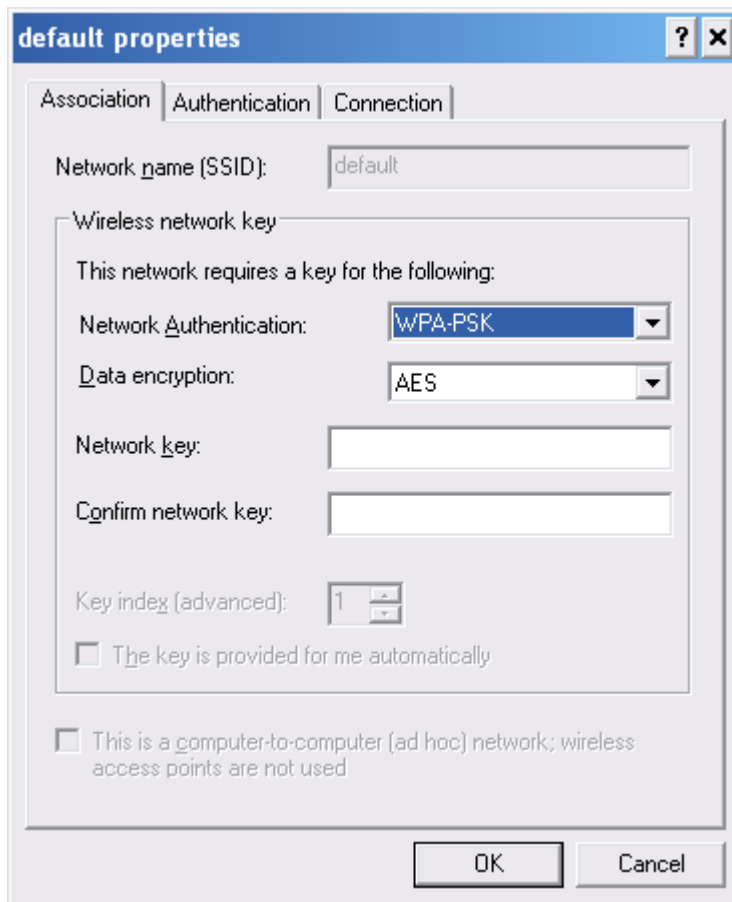 default properties
Association Authentication Connection
Network name (SSID): default
Wireless network key
This network requires a key for the following:
Network Authentication: WPA-PSK
Data encryption: AES
Network key:
Confirm network key:
Key index (advanced): 1
The key is provided for me automatically
This is a computer-to-computer (ad hoc) network; wireless
access points are not used
OK Cancel